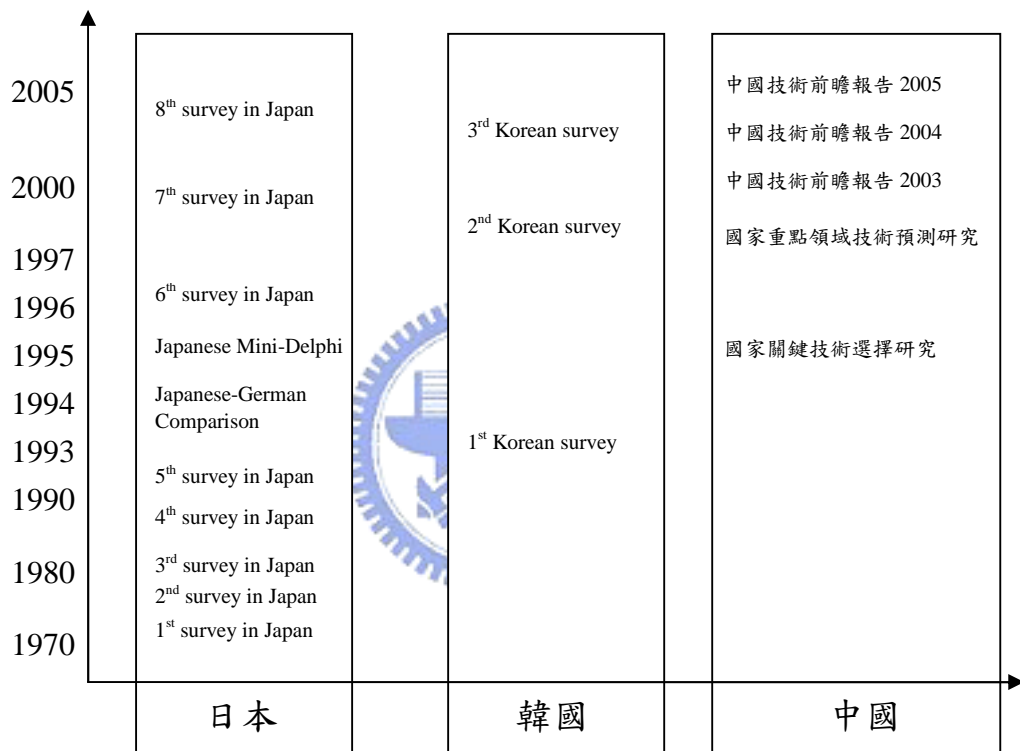 2005
2000
1997
1996
1995
1994
1993
1990
1980
1970
8th survey in Japan
7th survey in Japan
6th survey in Japan
Japanese Mini-Delphi
Japanese-German
Comparison
5th survey in Japan
4th survey in Japan
3rd survey in Japan
2nd survey in Japan
1st survey in Japan
日本
3rd Korean survey
2nd Korean survey
1st Korean survey
韓國
中國技術前瞻報告 2005
中國技術前瞻報告 2004
中國技術前瞻報告 2003
國家重點領域技術預測研究
國家關鍵技術選擇研究
中國